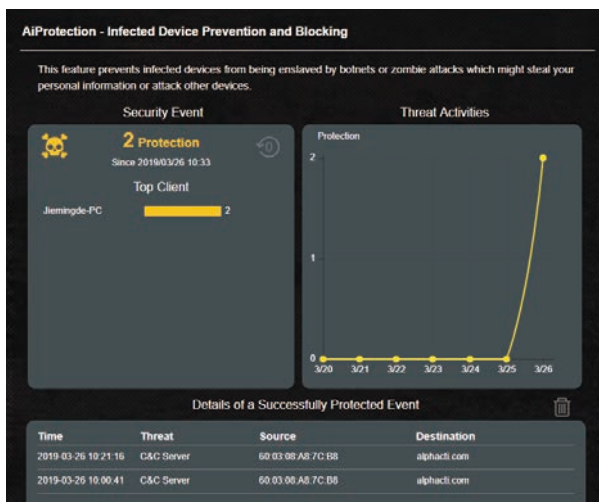 AiProtection - Infected Device Prevention and Blocking
This feature prevents infected devices from being enslaved by botnets or zombie attacks which might steal your
personal information or attack other devices.
Security Event
2 Protection
Since 2019/03/26 10:33
0
Top Client
Jiemingde-PC 2
Threat Activities
Protection
2
1
0
3/20 3/21 3/22 3/23 3/24 3/25 3/26
Details of a Successfully Protected Event
Time Threat Source Destination
2019-03-26 10:21:16 C&C Server 60:03:08:A8:7C:B8 alphacti.com
2019-03-26 10:00:41 C&C Server 60:03:08:A8:7C:B8 alphacti.com